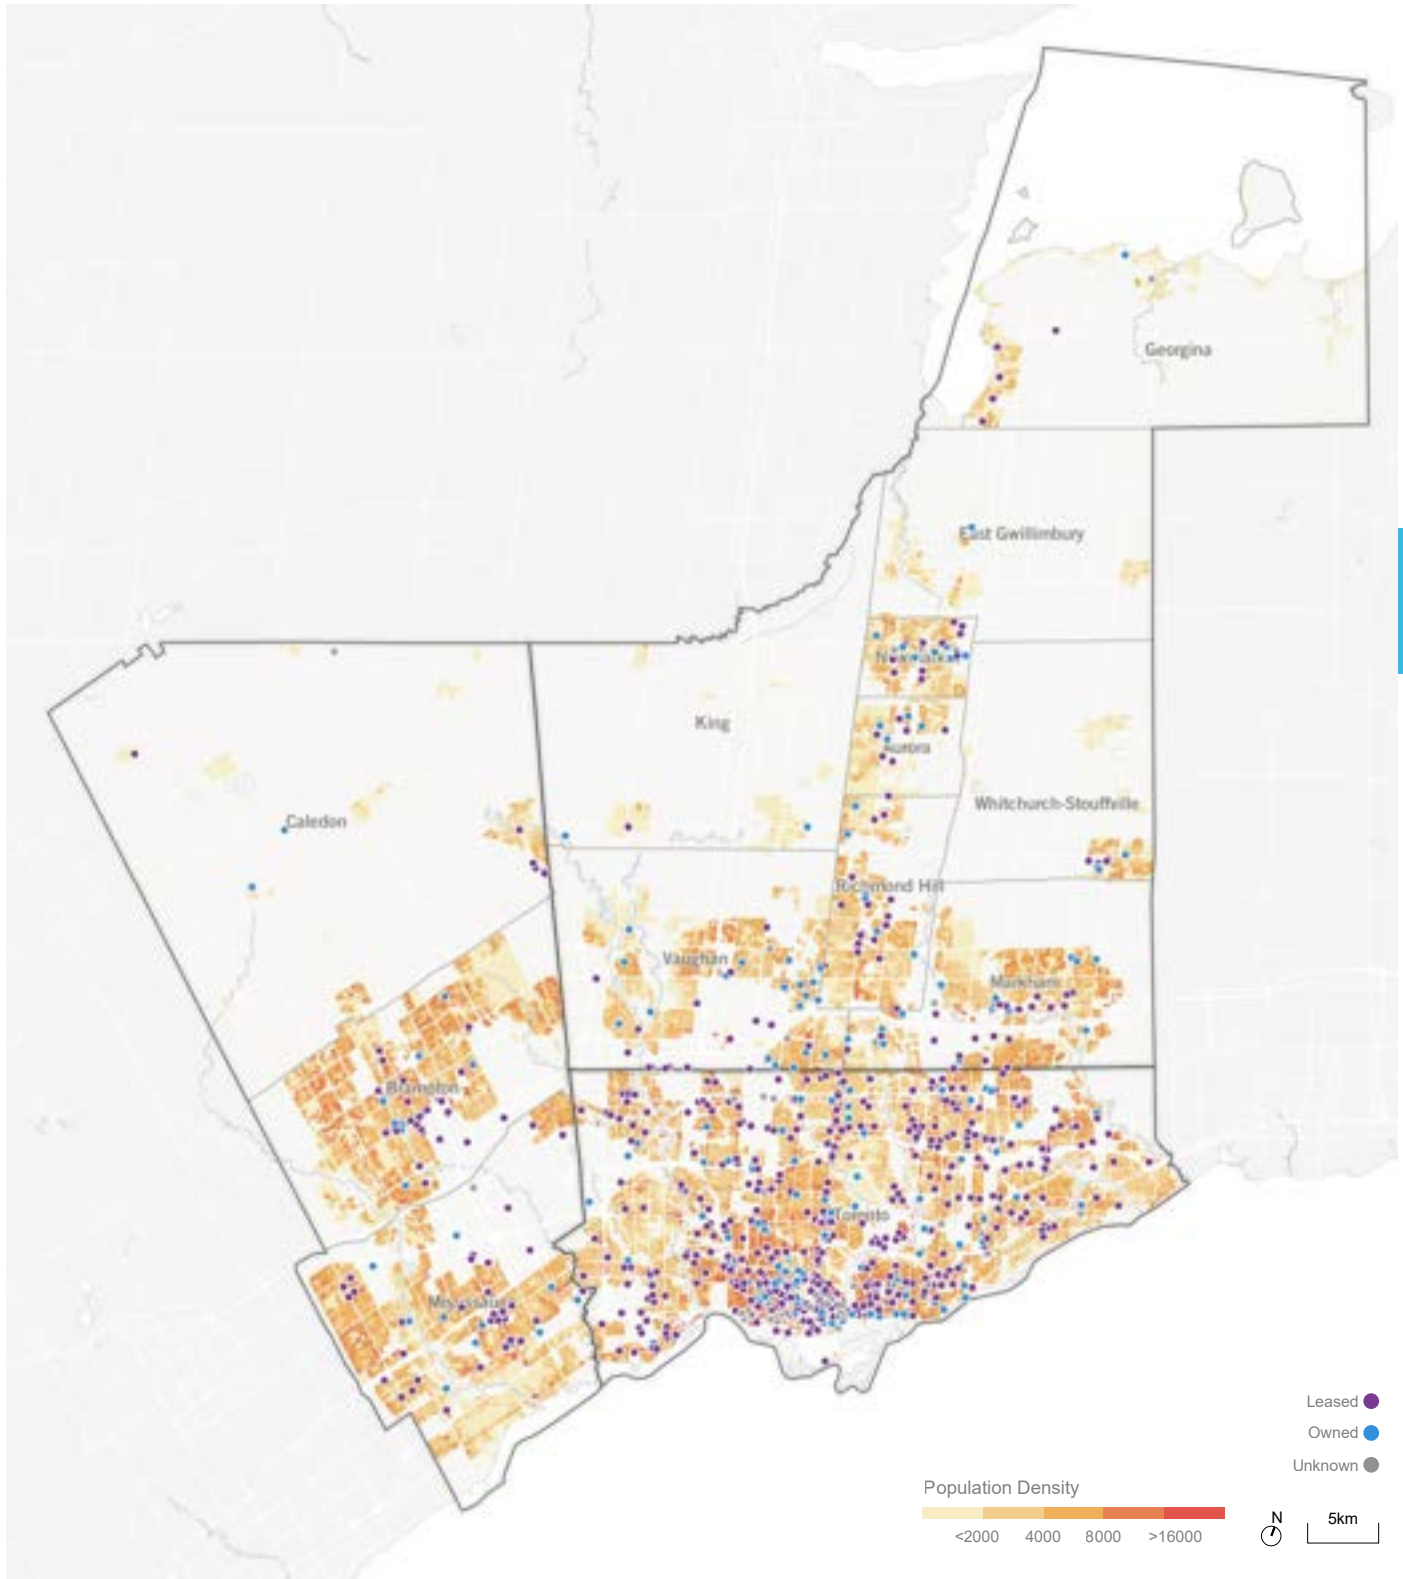 Georgina
East Gwillimbury
Newmarket
King
Aurora
Whitchurch-Stouffville
Caledon
Richmond Hill
Vaughan
Markham
Brampton
Toronto
Mississauga
Leased
Owned
Unknown
Population Density
<2000 4000 8000 >16000
N
5km